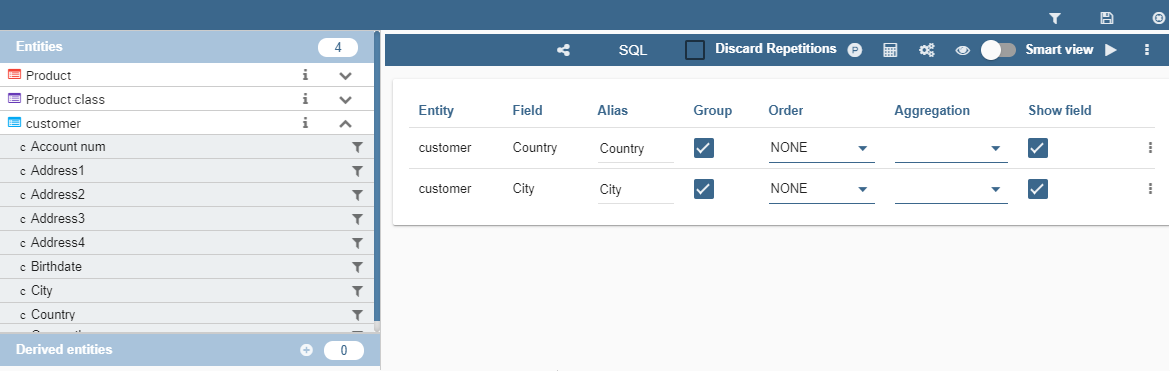 Entities 4
SQL Discard Repetitions P Smart view
Product i
Product class i
customer i
c Account num
c Address1
c Address2
c Address3
c Address4
c Birthdate
c City
c Country
Derived entities 0
Entity Field Alias Group Order Aggregation Show field
customer Country Country NONE
customer City City NONE